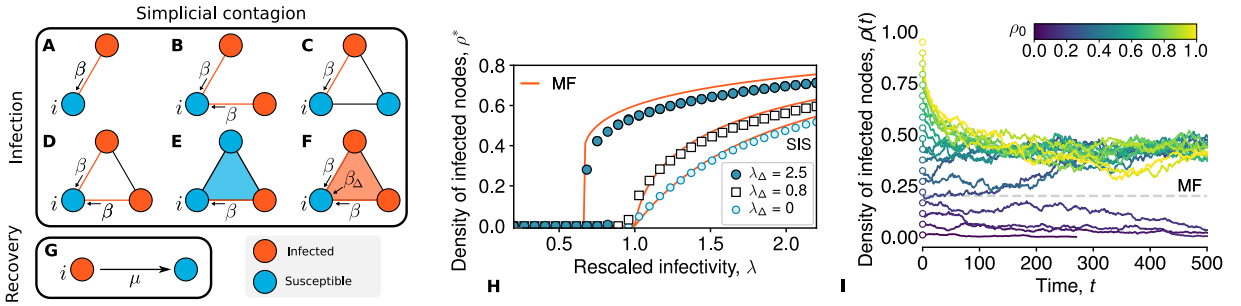 Simplicial contagion
Infection
A
β
i
B
β
i
β
C
β
i
D
β
i
β
E
i
β
F
β
β_Δ
i
β
Recovery
G
i
μ
Infected
Susceptible
Density of infected nodes, ρ*
0.8
0.6
0.4
0.2
0.0
MF
SIS
λ_Δ = 2.5
λ_Δ = 0.8
λ_Δ = 0
0.5 1.0 1.5 2.0
Rescaled infectivity, λ
H
Density of infected nodes, ρ(t)
1.00
0.75
0.50
0.25
0.00
ρ₀
0.0 0.2 0.4 0.6 0.8 1.0
MF
0 100 200 300 400 500
Time, t
I